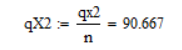 qX2 := qx2 / n = 90.667